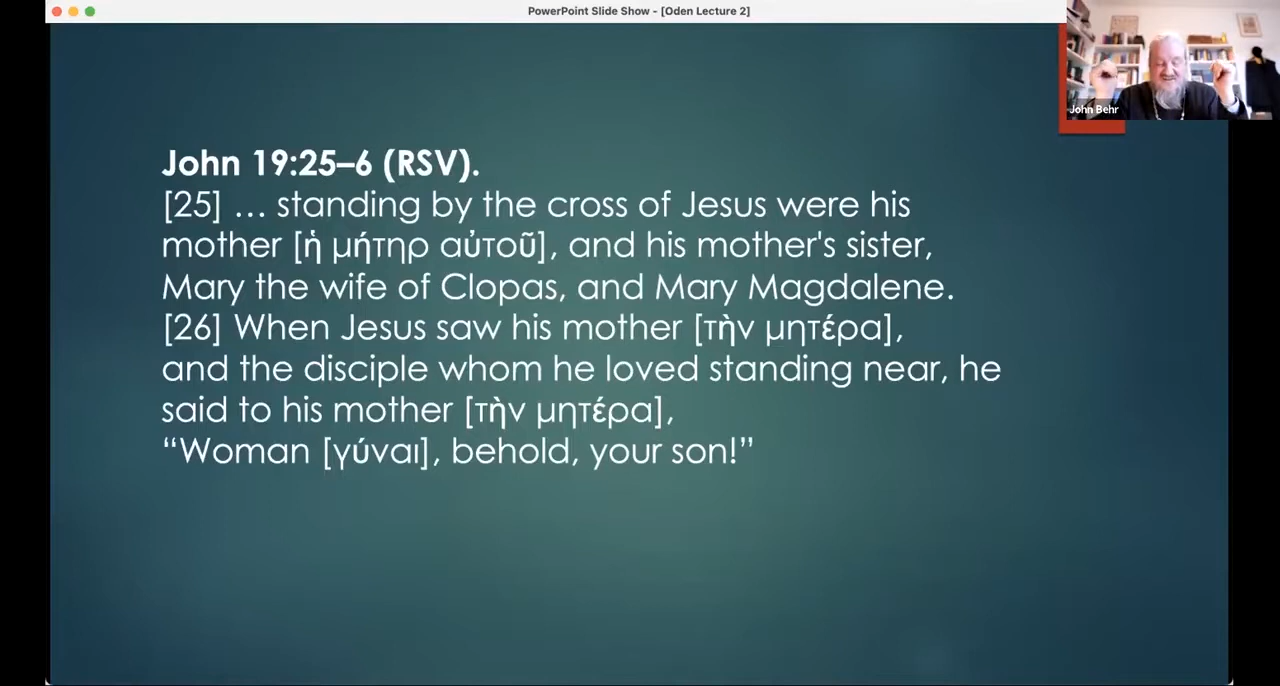 PowerPoint Slide Show - [Oden Lecture 2]
John Behr
John 19:25–6 (RSV).
[25] … standing by the cross of Jesus were his
mother [ἡ μήτηρ αὐτοῦ], and his mother's sister,
Mary the wife of Clopas, and Mary Magdalene.
[26] When Jesus saw his mother [τὴν μητέρα],
and the disciple whom he loved standing near, he
said to his mother [τὴν μητέρα],
“Woman [γύναι], behold, your son!”